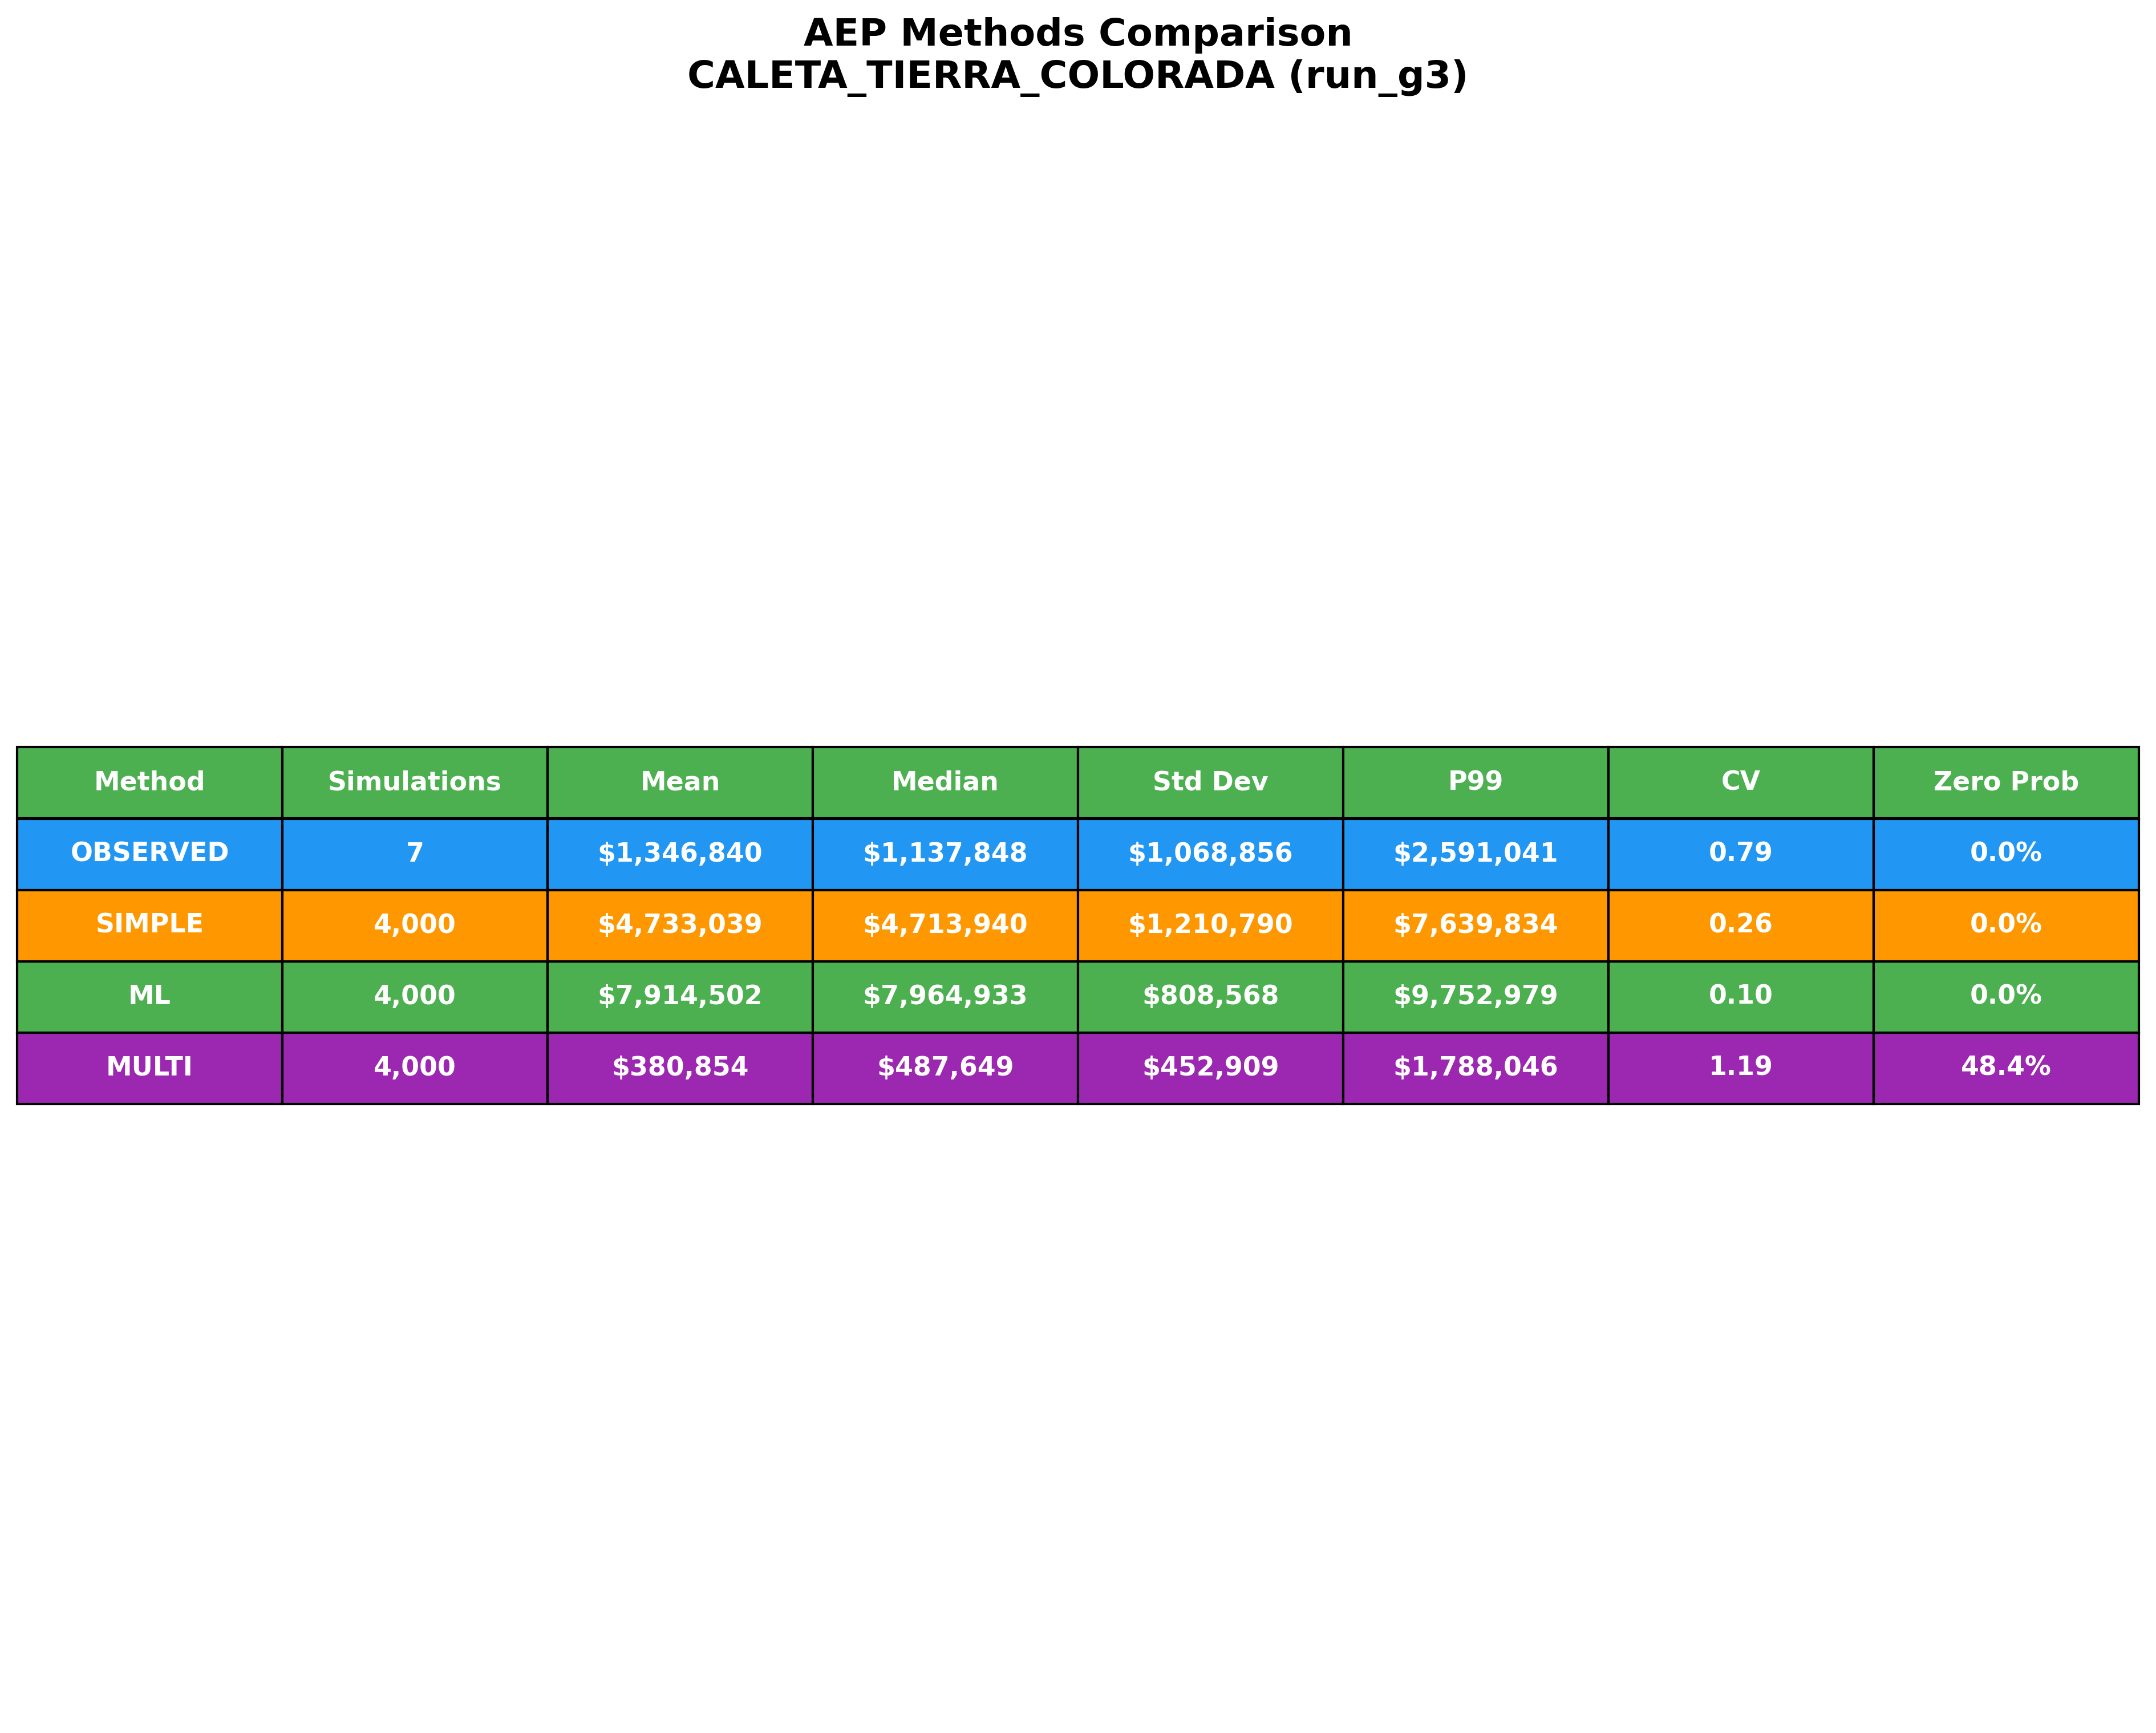 AEP Methods Comparison
CALETA_TIERRA_COLORADA (run_g3)
Method Simulations Mean Median Std Dev P99 CV Zero Prob
OBSERVED 7 $1,346,840 $1,137,848 $1,068,856 $2,591,041 0.79 0.0%
SIMPLE 4,000 $4,733,039 $4,713,940 $1,210,790 $7,639,834 0.26 0.0%
ML 4,000 $7,914,502 $7,964,933 $808,568 $9,752,979 0.10 0.0%
MULTI 4,000 $380,854 $487,649 $452,909 $1,788,046 1.19 48.4%